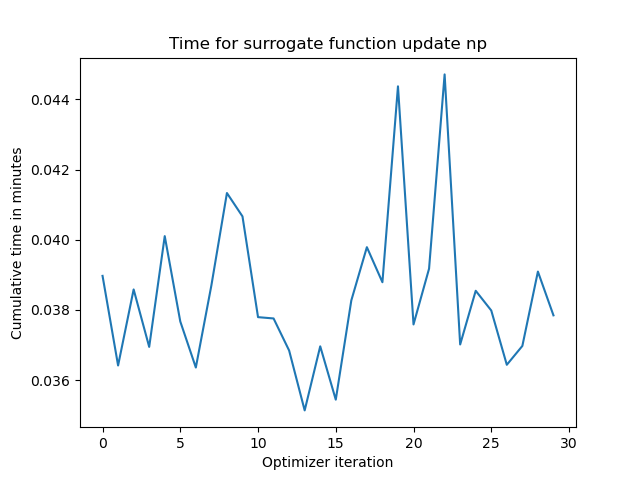 Time for surrogate function update np
Cumulative time in minutes
0.044
0.042
0.040
0.038
0.036
0 5 10 15 20 25 30
Optimizer iteration